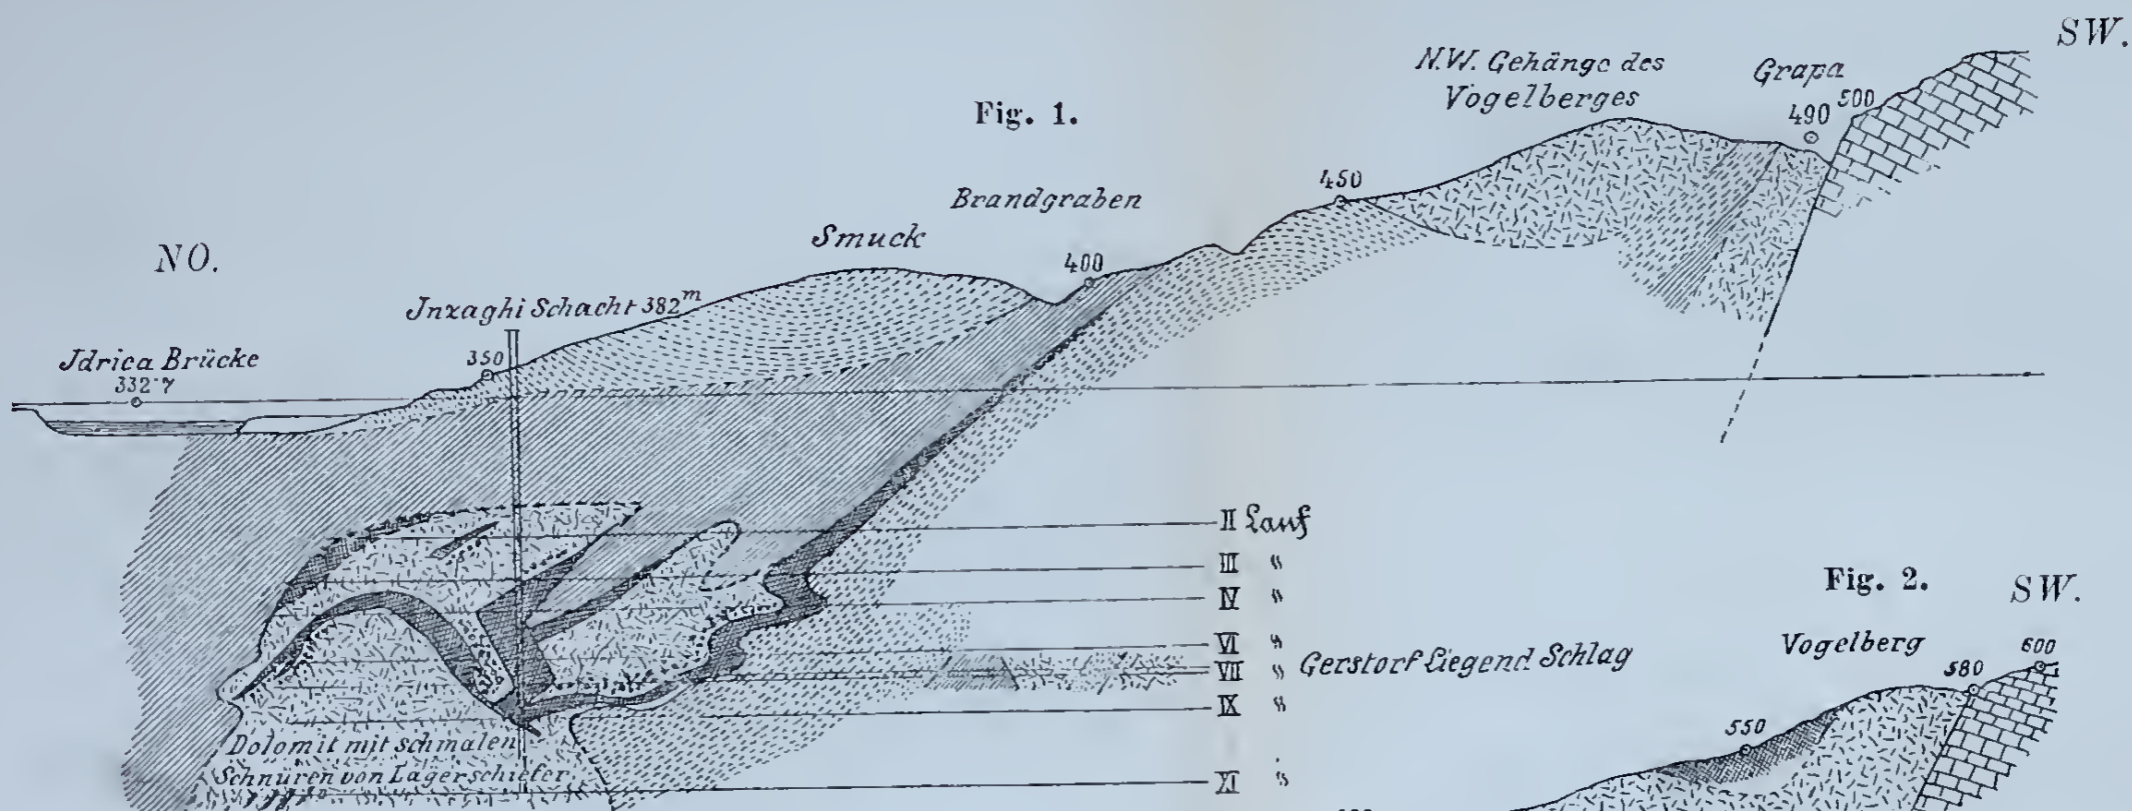 SW.
N.W. Gehänge des
Vogelberges
Grapa
490
500
Fig. 1.
Brandgraben
450
Smuck
400
NO.
Jnzaghi Schacht 382m
350
Jdrica Brücke
332·7
II Lauf
III "
IV "
VI "
VII " Gerstorf Liegend Schlag
IX "
XI "
Dolomit mit schmalen
Schnüren von Lagerschiefer
Fig. 2.
SW.
Vogelberg
600
580
550